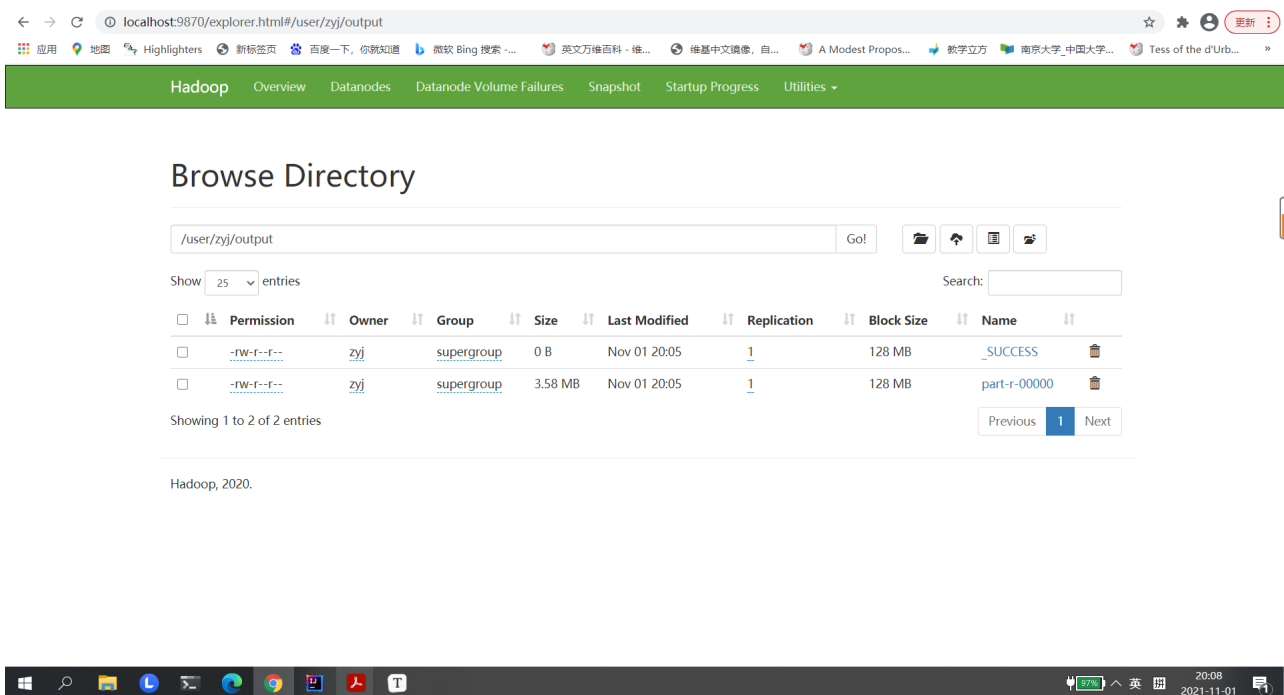 localhost:9870/explorer.html#/user/zyj/output 更新
应用 地图 Highlighters 新标签页 百度一下，你就知道 微软 Bing 搜索 -... 英文万维百科 - 维... 维基中文镜像，自... A Modest Propos... 教学立方 南京大学_中国大学... Tess of the d'Urb... »
Hadoop Overview Datanodes Datanode Volume Failures Snapshot Startup Progress Utilities
Browse Directory
/user/zyj/output Go!
Show 25 entries Search:
Permission Owner Group Size Last Modified Replication Block Size Name
-rw-r--r-- zyj supergroup 0 B Nov 01 20:05 1 128 MB _SUCCESS
-rw-r--r-- zyj supergroup 3.58 MB Nov 01 20:05 1 128 MB part-r-00000
Showing 1 to 2 of 2 entries Previous 1 Next
Hadoop, 2020.
97% 英 拼 20:08
2021-11-01